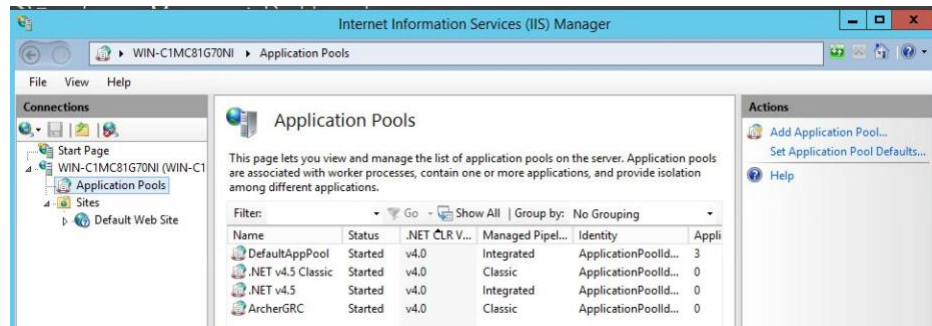 Internet Information Services (IIS) Manager
WIN-C1MC81G70NI Application Pools
File View Help
Connections
Start Page
WIN-C1MC81G70NI (WIN-C1
Application Pools
Sites
Default Web Site
Application Pools
This page lets you view and manage the list of application pools on the server. Application pools
are associated with worker processes, contain one or more applications, and provide isolation
among different applications.
Filter: Go Show All | Group by: No Grouping
Name Status .NET CLR V... Managed Pipel... Identity Appli
DefaultAppPool Started v4.0 Integrated ApplicationPoolId... 3
.NET v4.5 Classic Started v4.0 Classic ApplicationPoolId... 0
.NET v4.5 Started v4.0 Integrated ApplicationPoolId... 0
ArcherGRC Started v4.0 Classic ApplicationPoolId... 0
Actions
Add Application Pool...
Set Application Pool Defaults...
Help